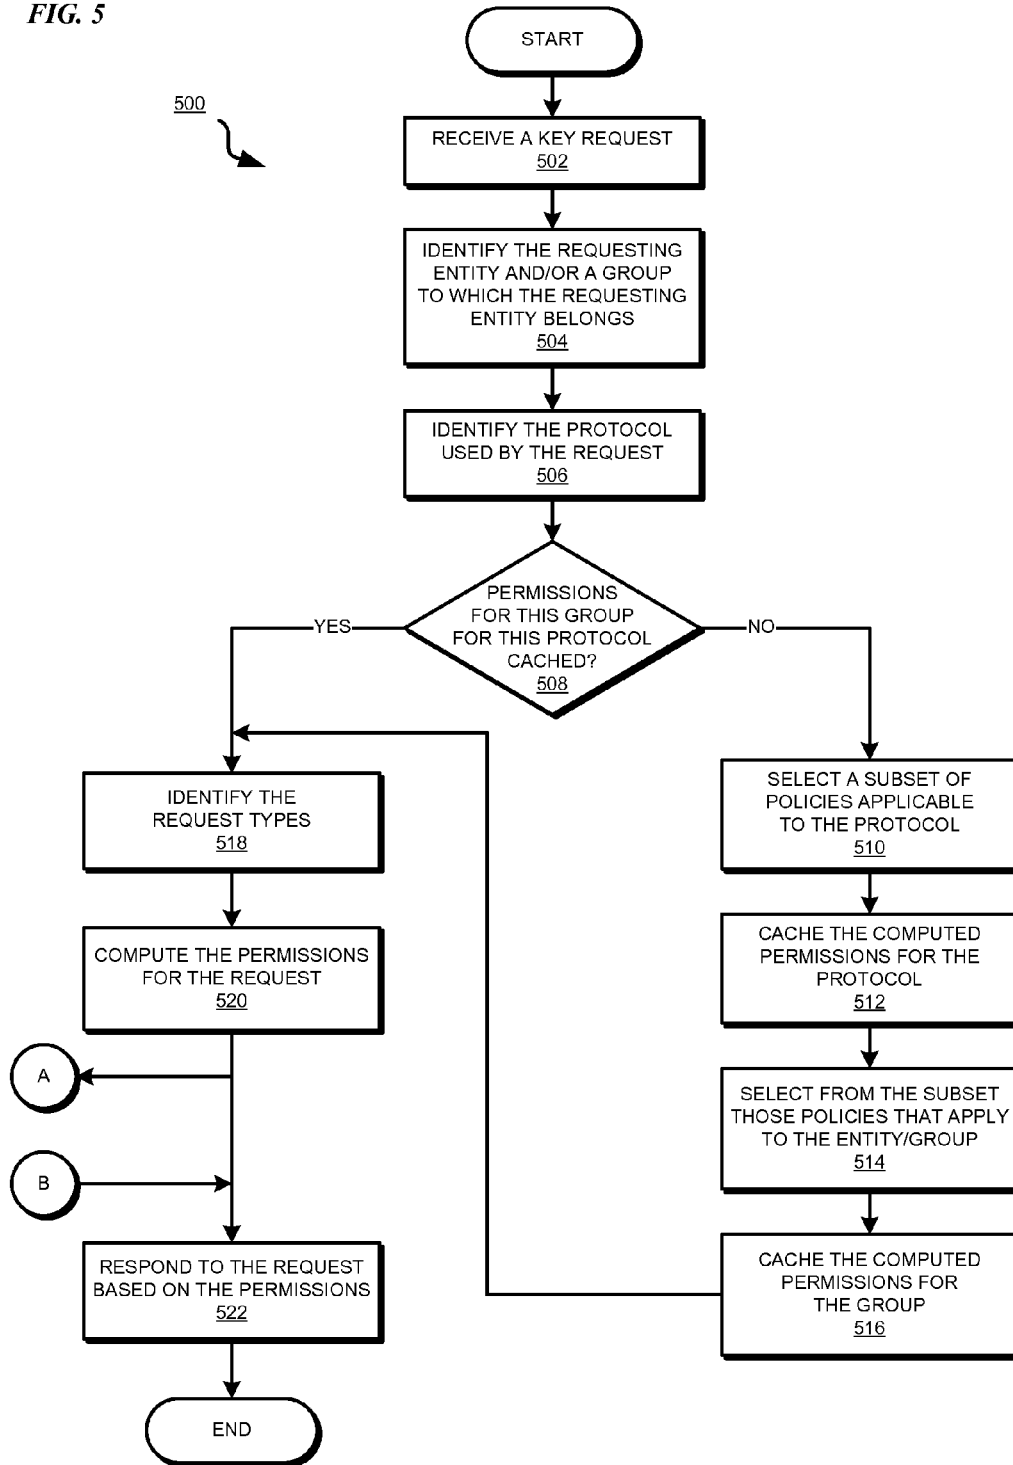 FIG. 5
START
500
RECEIVE A KEY REQUEST
502
IDENTIFY THE REQUESTING
ENTITY AND/OR A GROUP
TO WHICH THE REQUESTING
ENTITY BELONGS
504
IDENTIFY THE PROTOCOL
USED BY THE REQUEST
506
PERMISSIONS
FOR THIS GROUP
FOR THIS PROTOCOL
CACHED?
508
YES
NO
SELECT A SUBSET OF
POLICIES APPLICABLE
TO THE PROTOCOL
510
CACHE THE COMPUTED
PERMISSIONS FOR THE
PROTOCOL
512
SELECT FROM THE SUBSET
THOSE POLICIES THAT APPLY
TO THE ENTITY/GROUP
514
CACHE THE COMPUTED
PERMISSIONS FOR
THE GROUP
516
IDENTIFY THE
REQUEST TYPES
518
COMPUTE THE PERMISSIONS
FOR THE REQUEST
520
A
B
RESPOND TO THE REQUEST
BASED ON THE PERMISSIONS
522
END